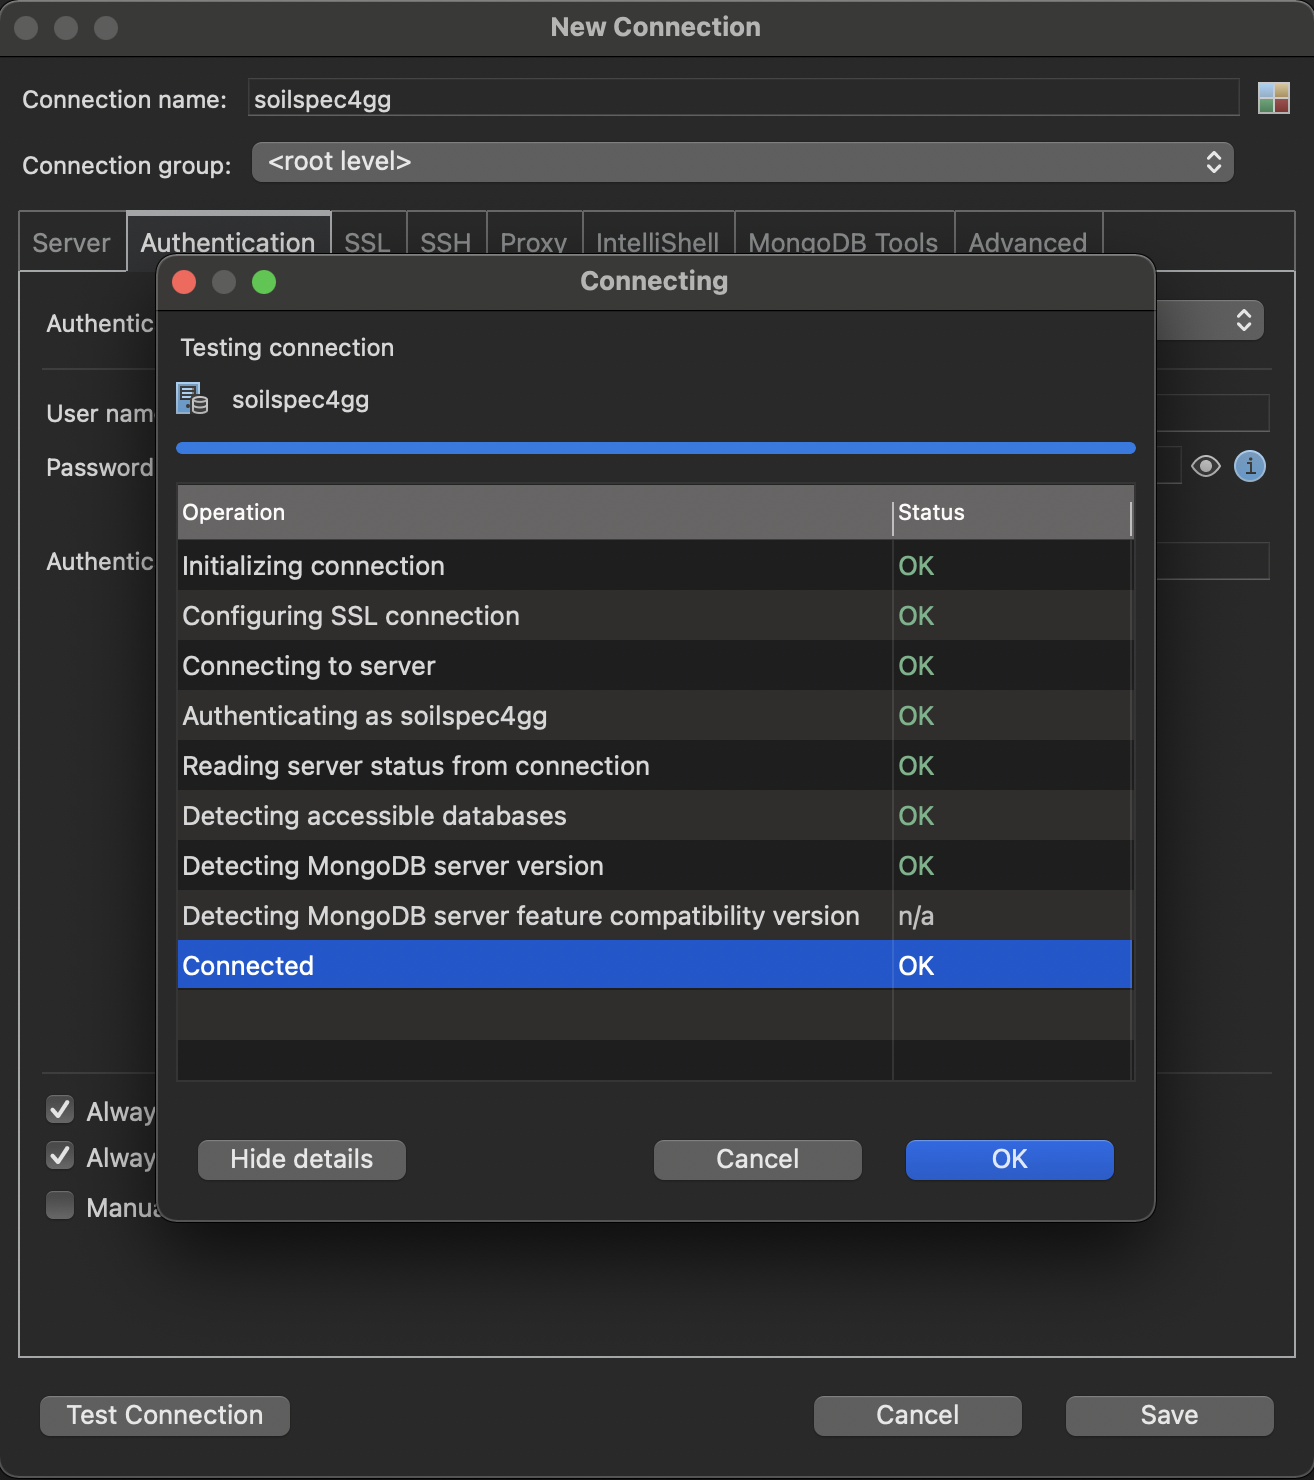 New Connection
Connection name: soilspec4gg
Connection group: <root level>
Server Authentication SSL SSH Proxy IntelliShell MongoDB Tools Advanced
Connecting
Authentic
Testing connection
soilspec4gg
User nam
Password
Operation Status
Initializing connection OK
Authentic
Configuring SSL connection OK
Connecting to server OK
Authenticating as soilspec4gg OK
Reading server status from connection OK
Detecting accessible databases OK
Detecting MongoDB server version OK
Detecting MongoDB server feature compatibility version n/a
Connected OK
Alway
Alway
Hide details Cancel OK
Manua
Test Connection Cancel Save